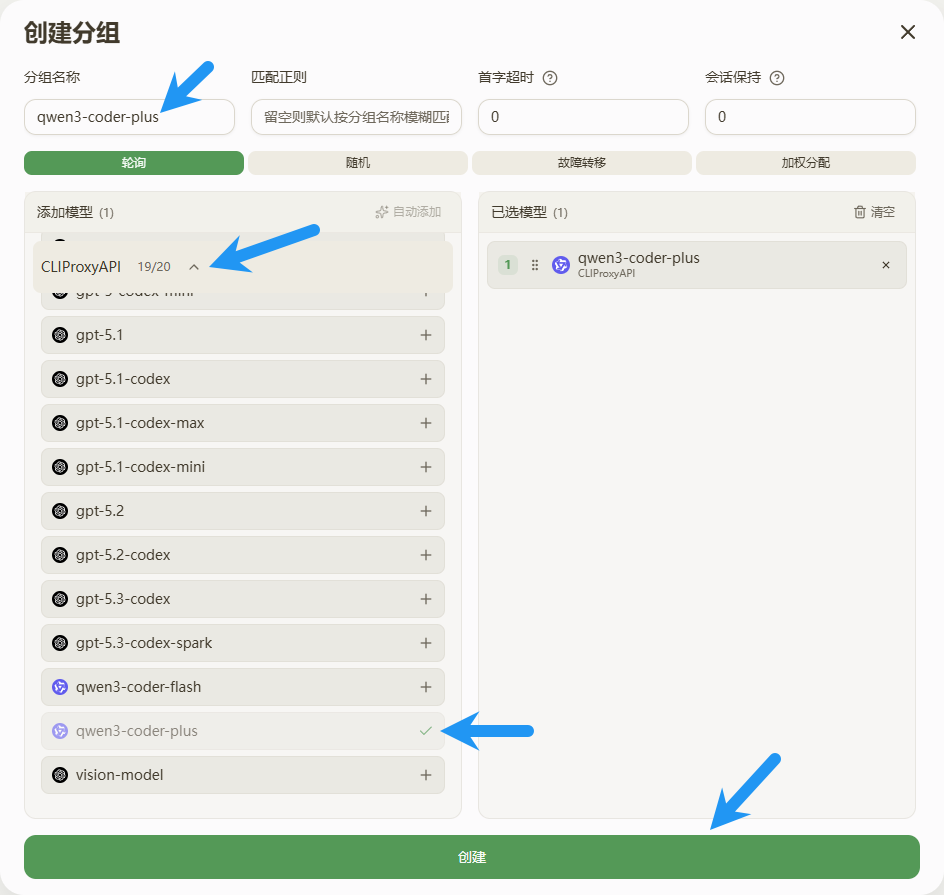 创建分组
分组名称
匹配正则
首字超时
会话保持
qwen3-coder-plus
留空则默认按分组名称模糊匹
0
0
轮询
随机
故障转移
加权分配
添加模型 (1)
自动添加
CLIProxyAPI 19/20
gpt-5-codex-mini
gpt-5.1
gpt-5.1-codex
gpt-5.1-codex-max
gpt-5.1-codex-mini
gpt-5.2
gpt-5.2-codex
gpt-5.3-codex
gpt-5.3-codex-spark
qwen3-coder-flash
qwen3-coder-plus
vision-model
已选模型 (1)
清空
1
qwen3-coder-plus
CLIProxyAPI
创建